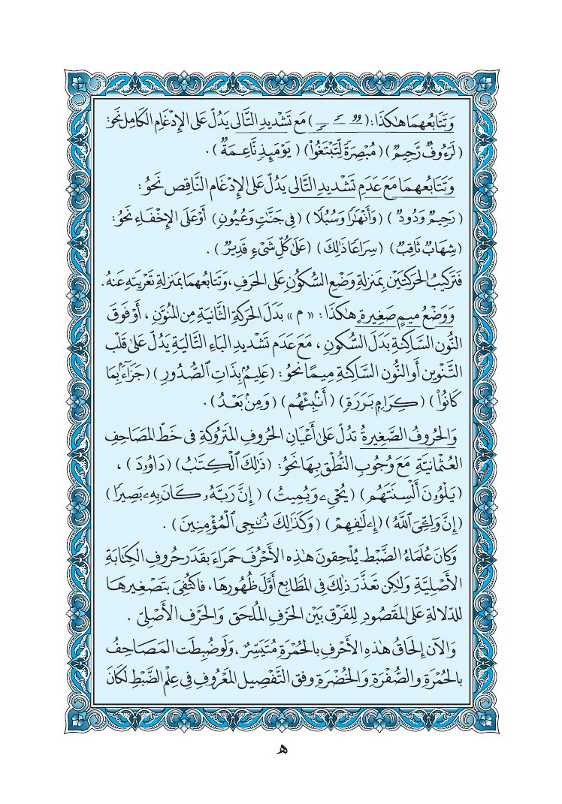 وَتَتَابُعُهُمَا هٰكَذَا: (ـٌـ ـًـ ـٍـ) مَعَ تَشْدِيدِ التَّالِي يَدُلُّ عَلَى الإِدْغَامِ الكَامِلِ نَحْوُ:
(لَرَءُوفٌ رَّحِيمٌ) (مُبْصِرَةً لِّتَبْتَغُواْ) (يَوْمَئِذٍ نَّاعِمَةٌ).
وَتَتَابُعُهُمَا مَعَ عَدَمِ تَشْدِيدِ التَّالِي يَدُلُّ عَلَى الإِدْغَامِ النَّاقِصِ نَحْوُ:
(رَحِيمٌ وَدُودٌ) (وَأَنْهَٰرًا وَسُبُلًا) (فِي جَنَّٰتٍ وَعُيُونٍ) أَوْ عَلَى الإِخْفَاءِ نَحْوُ:
(شِهَابٌ ثَاقِبٌ) (سِرَاعًا ذَٰلِكَ) (عَلَىٰ كُلِّ شَيْءٍ قَدِيرٌ).
فَتَرْكِيبُ الحَرَكَتَيْنِ بِمَنزِلَةِ وَضْعِ السُّكُونِ عَلَى الحَرْفِ، وَتَتَابُعُهُمَا بِمَنزِلَةِ تَعْرِيَتِهِ عَنْهُ.
وَوَضْعُ مِيمٍ صَغِيرَةٍ هٰكَذَا: «م» بَدَلَ الحَرَكَةِ الثَّانِيَةِ مِنَ المُنَوَّنِ، أَوْ فَوْقَ
النُّونِ السَّاكِنَةِ بَدَلَ السُّكُونِ، مَعَ عَدَمِ تَشْدِيدِ البَاءِ التَّالِيَةِ يَدُلُّ عَلَى قَلْبِ
التَّنْوِينِ أَوِ النُّونِ السَّاكِنَةِ مِيمًا نَحْوُ: (عَلِيمُۢ بِذَاتِ ٱلصُّدُورِ) (جَزَآءَۢ بِمَا
كَانُواْ) (كِرَامِۭ بَرَرَةٍ) (أَنۢبِئْهُم) (وَمِنۢ بَعْدُ).
وَالحُرُوفُ الصَّغِيرَةُ تَدُلُّ عَلَى أَعْيَانِ الحُرُوفِ المَتْرُوكَةِ فِي خَطِّ المَصَاحِفِ
العُثْمَانِيَّةِ مَعَ وُجُوبِ النُّطْقِ بِهَا نَحْوُ: (ذَٰلِكَ ٱلْكِتَٰبُ) (دَاوُۥدَ)،
(يَلْوُۥنَ أَلْسِنَتَهُم) (يُحْيِۦ وَيُمِيتُ) (إِنَّ رَبَّهُۥ كَانَ بِهِۦ بَصِيرًا)
(إِنَّ وَلِـِّۧيَ ٱللَّهُ) (إِۦلَٰفِهِمْ) (وَكَذَٰلِكَ نُـۨجِي ٱلْمُؤْمِنِينَ).
وَكَانَ عُلَمَاءُ الضَّبْطِ يُلْحِقُونَ هَذِهِ الأَحْرُفَ حَمْرَاءَ بِقَدْرِ حُرُوفِ الكِتَابَةِ
الأَصْلِيَّةِ وَلَكِنْ تَعَذَّرَ ذَلِكَ فِي المَطَابِعِ أَوَّلَ ظُهُورِهَا، فَاكْتُفِيَ بِتَصْغِيرِهَا
لِلدَّلَالَةِ عَلَى المَقْصُودِ لِلْفَرْقِ بَيْنَ الحَرْفِ المُلْحَقِ وَالحَرْفِ الأَصْلِيِّ.
وَالآنَ إِلْحَاقُ هَذِهِ الأَحْرُفِ بِالحُمْرَةِ مُتَيَسِّرٌ، وَلَوْ ضُبِطَتِ المَصَاحِفُ
بِالحُمْرَةِ وَالصُّفْرَةِ وَالخُضْرَةِ وَفْقَ التَّفْصِيلِ المَعْرُوفِ فِي عِلْمِ الضَّبْطِ لَكَانَ
هـ